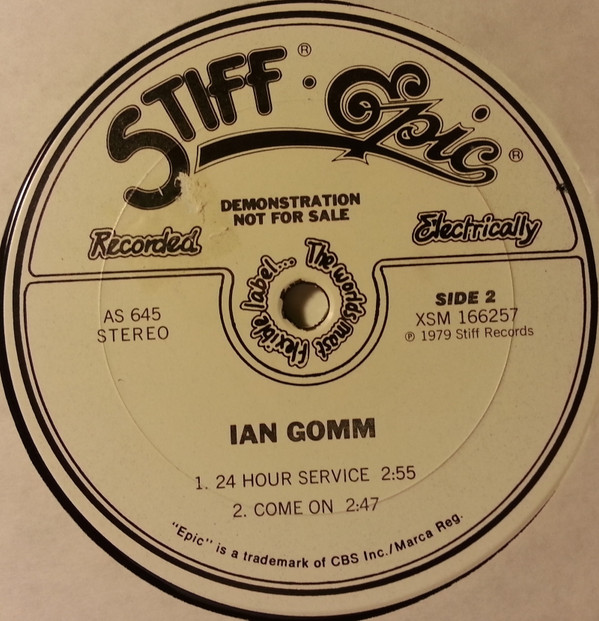 STIFF® · Epic®
DEMONSTRATION
NOT FOR SALE
Recorded
Electrically
The worlds most flexible label...
AS 645
STEREO
SIDE 2
XSM 166257
℗ 1979 Stiff Records
IAN GOMM
1. 24 HOUR SERVICE 2:55
2. COME ON 2:47
"Epic" is a trademark of CBS Inc./Marca Reg.